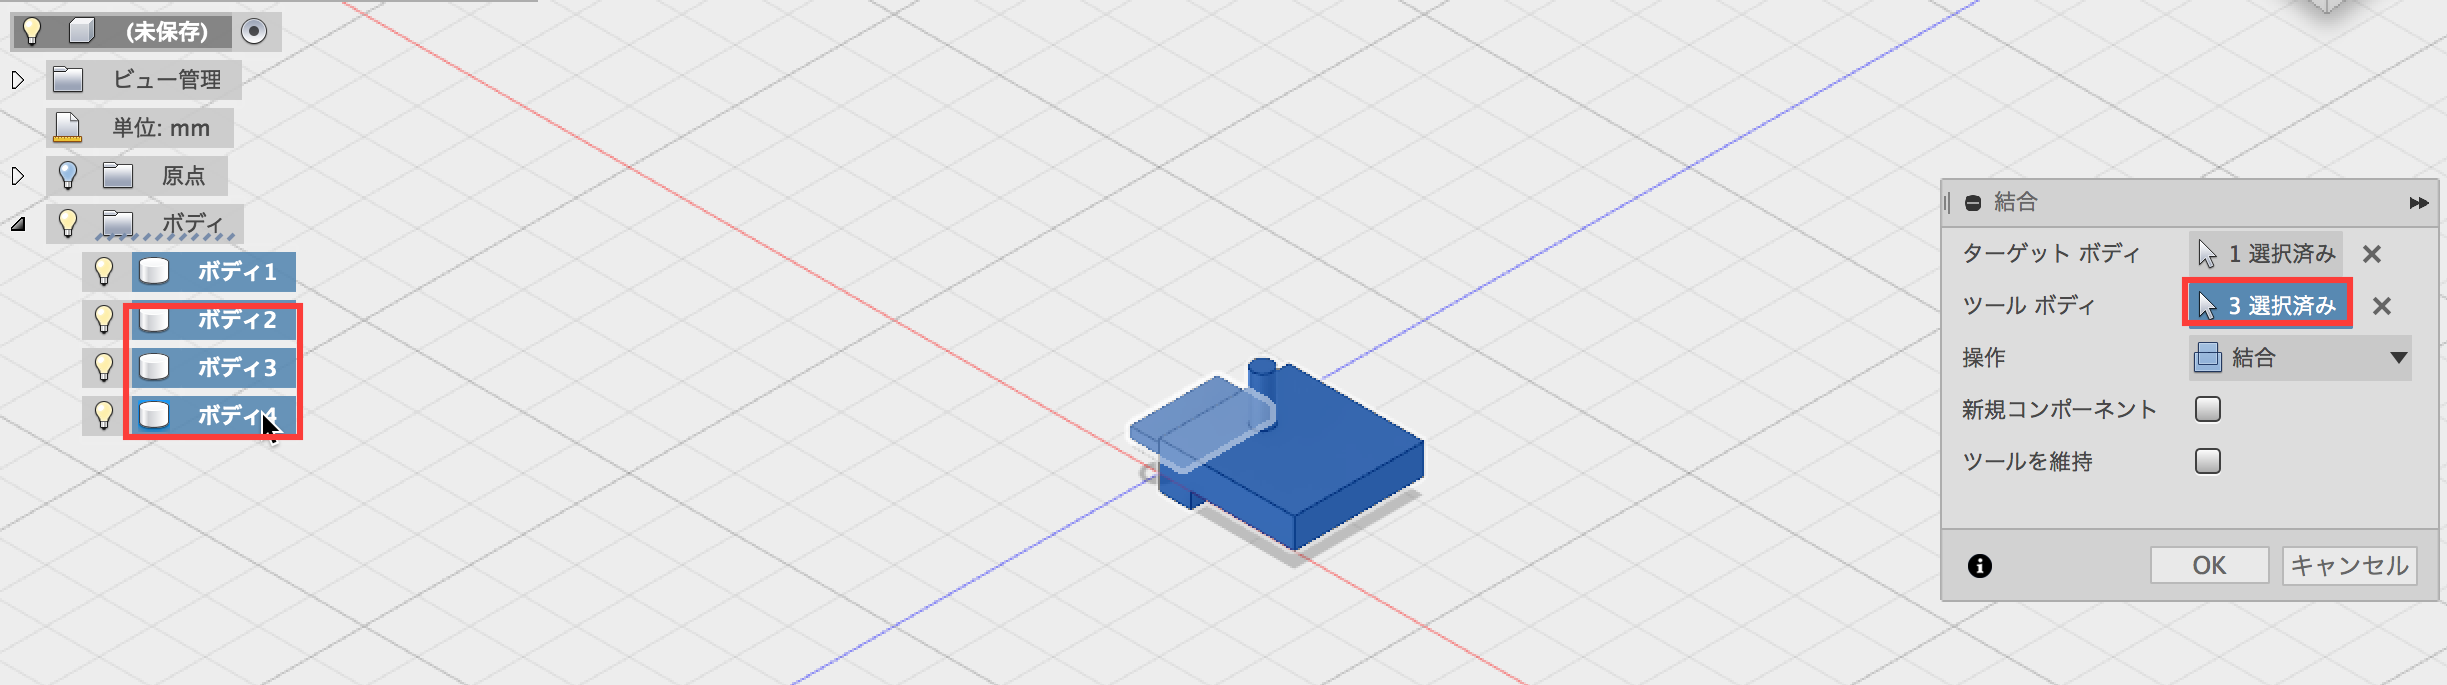 (未保存)
ビュー管理
単位: mm
原点
ボディ
ボディ1
ボディ2
ボディ3
ボディ4
結合
ターゲット ボディ 1 選択済み
ツール ボディ 3 選択済み
操作 結合
新規コンポーネント
ツールを維持
OK キャンセル